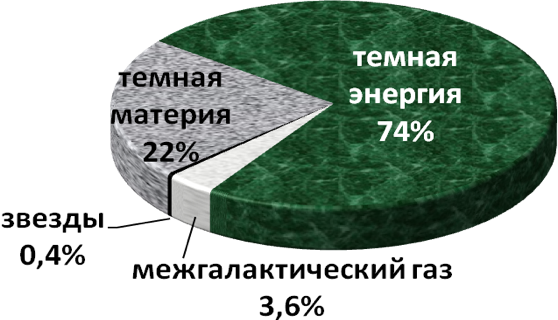 темная
энергия
74%
темная
материя
22%
звезды
0,4%
межгалактический газ
3,6%